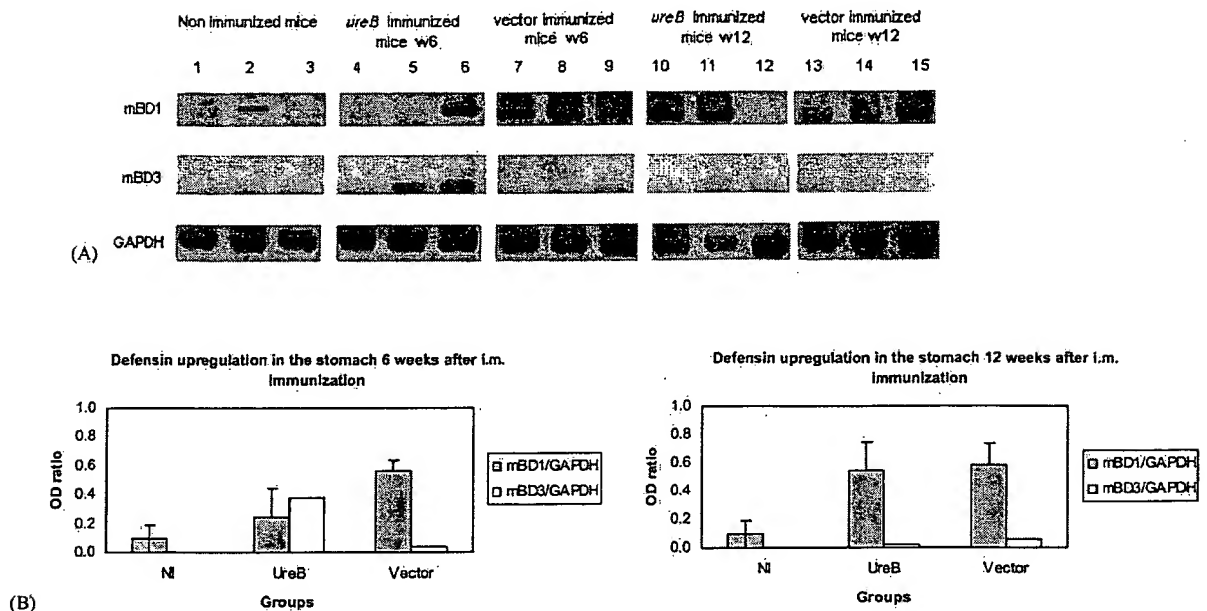 Non immunized mice
ureB immunized mice w6
vector immunized mice w6
ureB immunized mice w12
vector immunized mice w12
1 2 3 4 5 6 7 8 9 10 11 12 13 14 15
mBD1
mBD3
(A) GAPDH
Defensin upregulation in the stomach 6 weeks after i.m.
immunization
OD ratio
1.0
0.8
0.6
0.4
0.2
0.0
NI UreB Vector
Groups
mBD1/GAPDH
mBD3/GAPDH
Defensin upregulation in the stomach 12 weeks after i.m.
immunization
OD ratio
1.0
0.8
0.6
0.4
0.2
0.0
NI UreB Vector
Groups
mBD1/GAPDH
mBD3/GAPDH
(B)